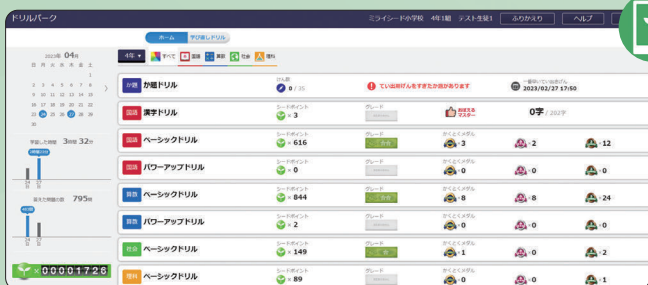 ドリルパーク
ミライシード小学校 4年1組 テスト生徒1
ふりかえり
ヘルプ
ホーム
学び直しドリル
4年
すべて
国語
算数
社会
理科
2023年 04月
日 月 火 水 木 金 土
1
2 3 4 5 6 7 8
9 10 11 12 13 14 15
16 17 18 19 20 21 22
23 24 25 26 27 28 29
30
学習した時間 3時間 32分
795問
×00001726
か題 か題ドリル
0 / 35
てい出期げんをすぎたか題があります
2023/02/27 17:50
国語 漢字ドリル
シードポイント
× 3
グレード
おぼえる
マスター
0字 / 202字
国語 ベーシックドリル
シードポイント
× 616
グレード
かくとくメダル
×3
×2
×12
国語 パワーアップドリル
シードポイント
× 0
グレード
かくとくメダル
×0
×0
×0
算数 ベーシックドリル
シードポイント
× 844
グレード
かくとくメダル
×8
×8
×24
算数 パワーアップドリル
シードポイント
× 2
グレード
かくとくメダル
×0
×0
×0
社会 ベーシックドリル
シードポイント
× 149
グレード
かくとくメダル
×1
×0
×2
理科 ベーシックドリル
シードポイント
× 89
グレード
かくとくメダル
×0
×0
×1